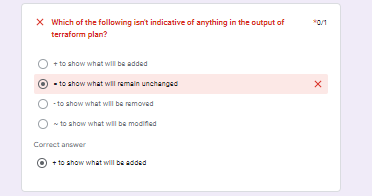 Which of the following isn't indicative of anything in the output of terraform plan?
*0/1
+ to show what will be added
= to show what will remain unchanged
- to show what will be removed
~ to show what will be modified
Correct answer
+ to show what will be added